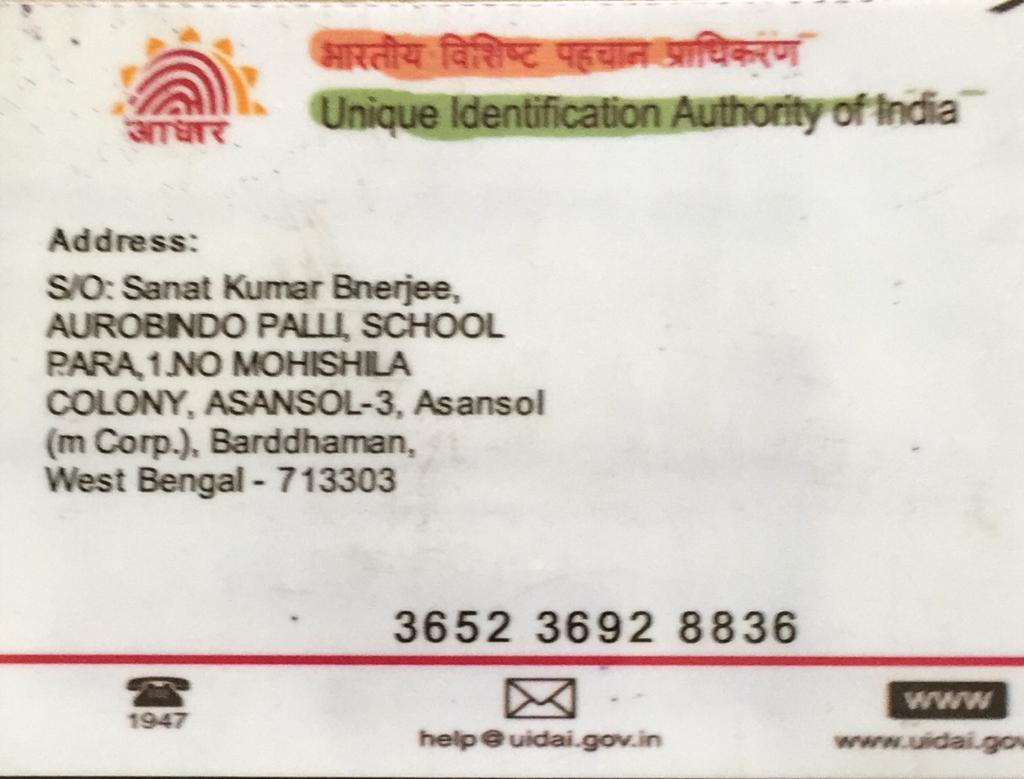 भारतीय विशिष्ट पहचान प्राधिकरण
Unique Identification Authority of India
आधार
Address:
S/O: Sanat Kumar Bnerjee,
AUROBINDO PALLI, SCHOOL
PARA,1.NO MOHISHILA
COLONY, ASANSOL-3, Asansol
(m Corp.), Barddhaman,
West Bengal - 713303
3652 3692 8836
1947
help@uidai.gov.in
www
www.uidai.gov